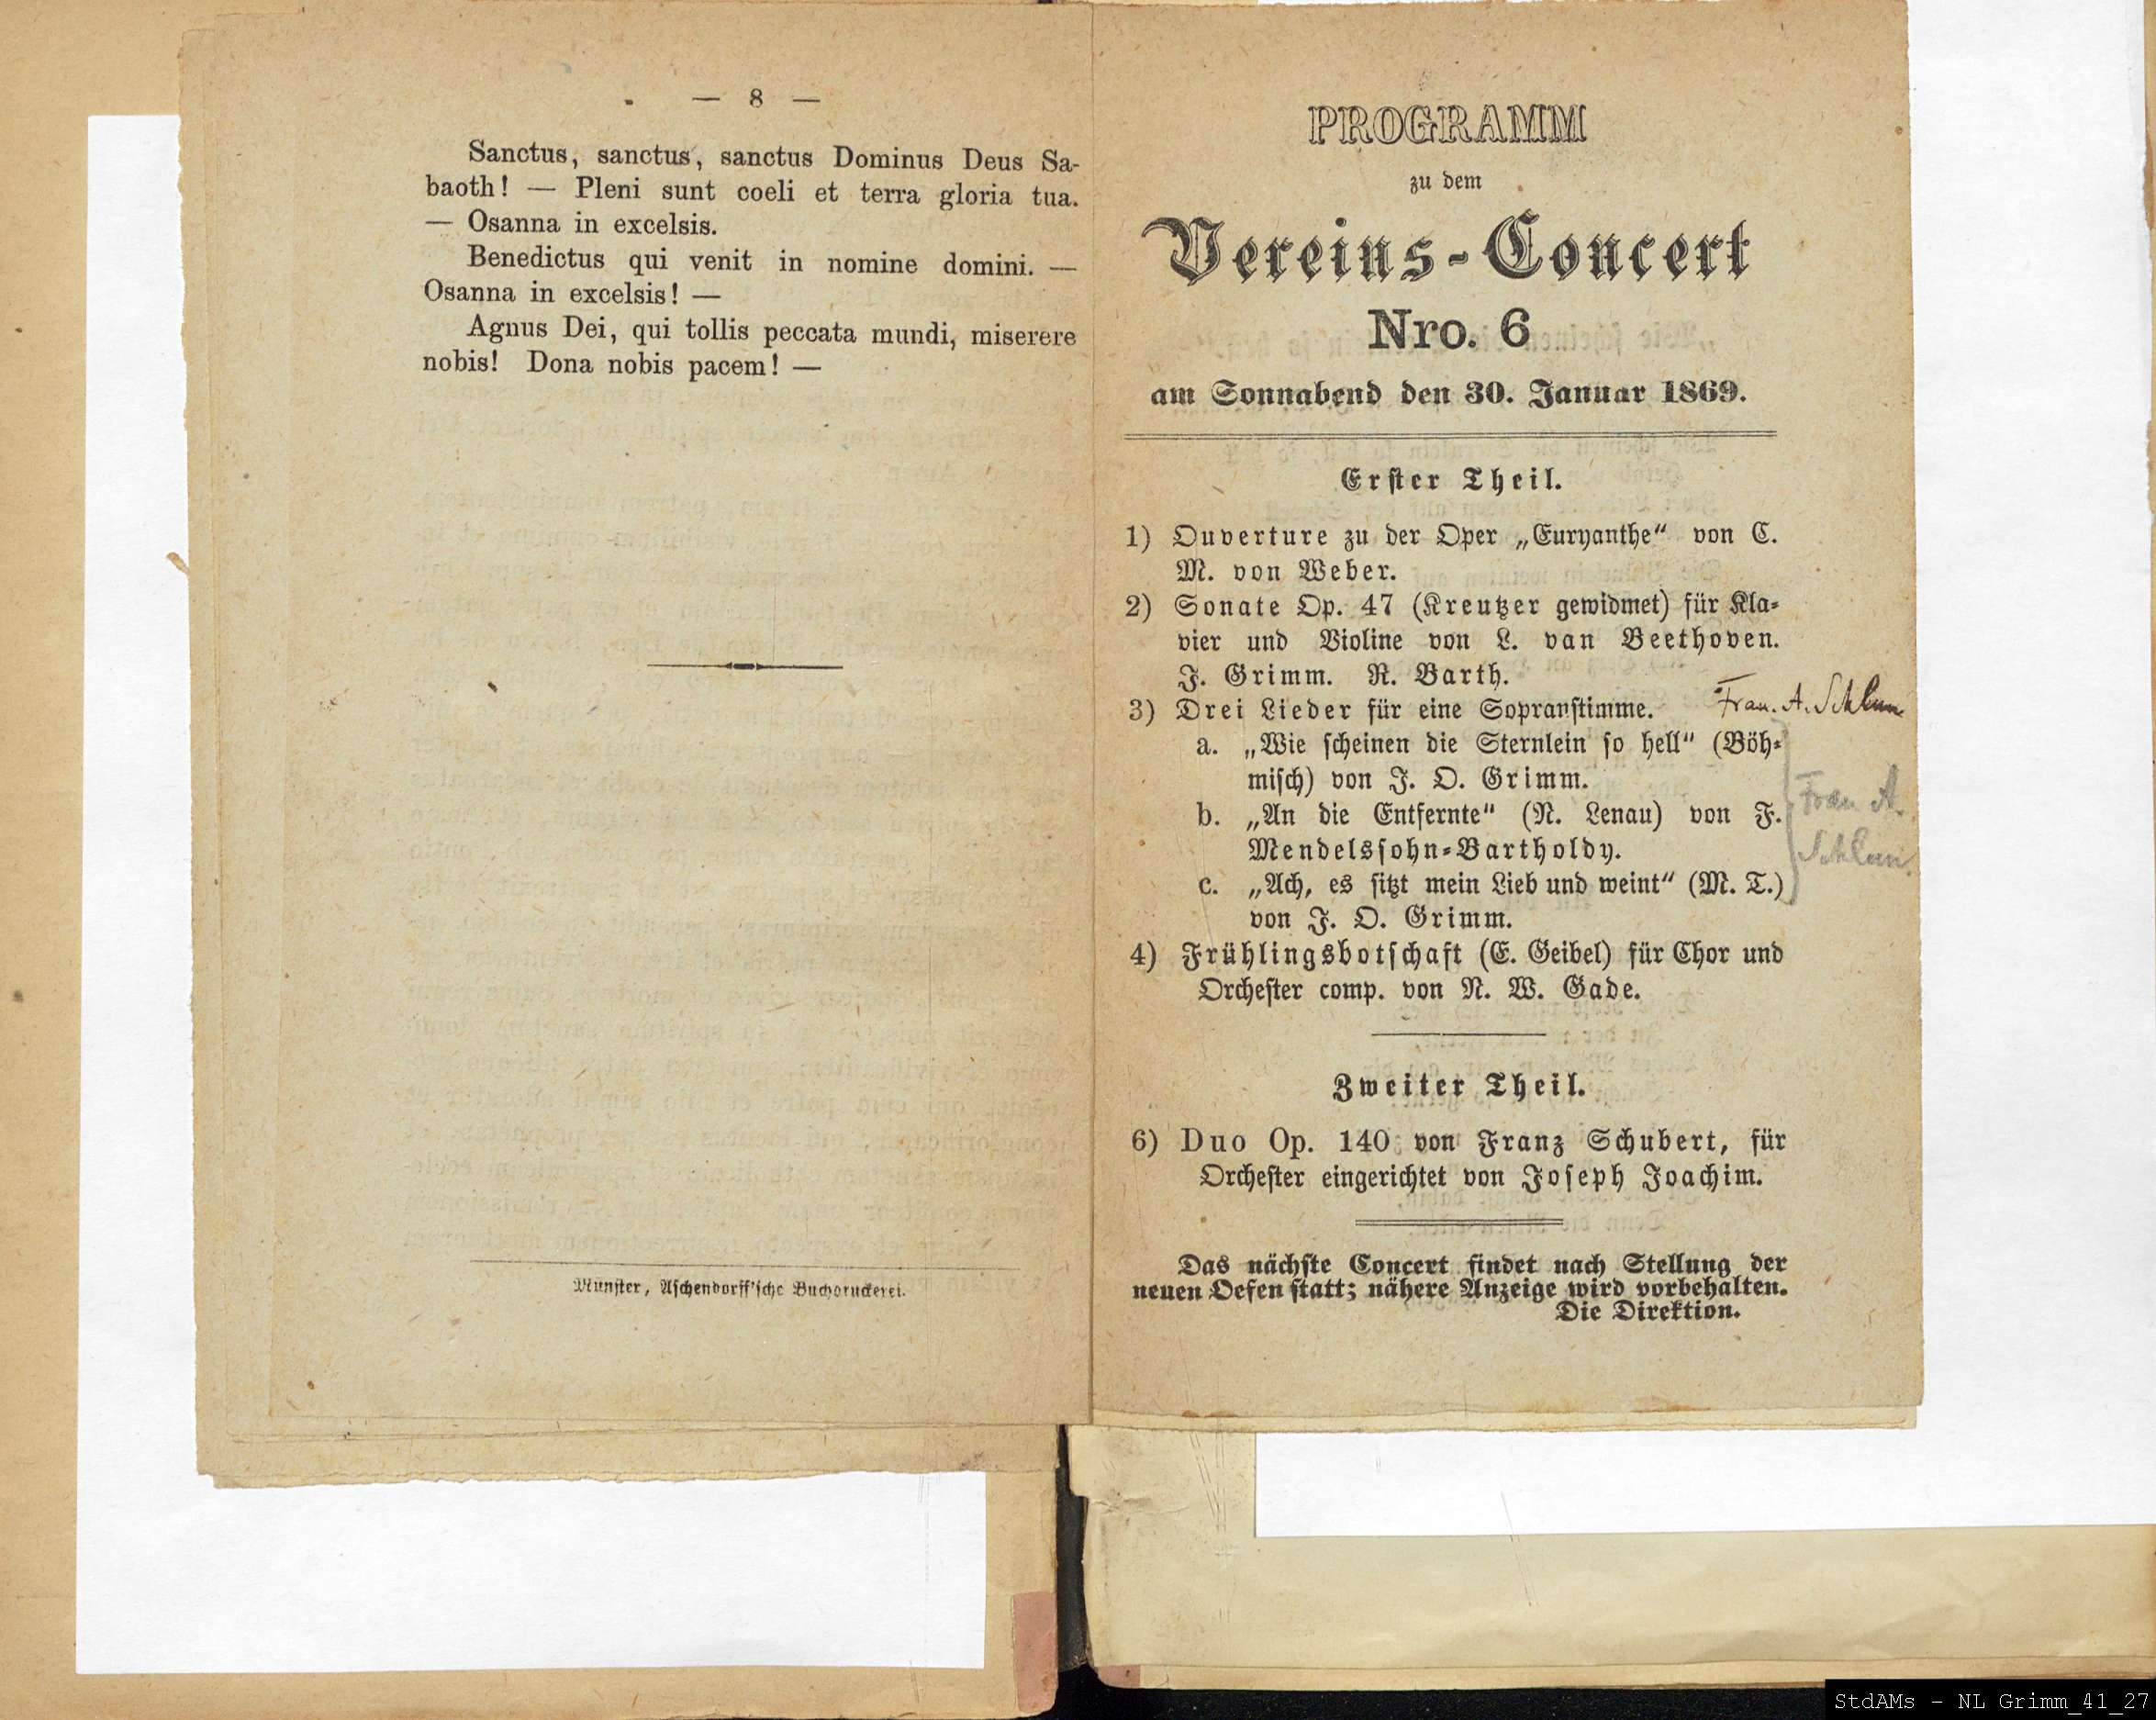 — 8 —
Sanctus, sanctus, sanctus Dominus Deus Sa-
baoth! — Pleni sunt coeli et terra gloria tua.
— Osanna in excelsis.
Benedictus qui venit in nomine domini. —
Osanna in excelsis! —
Agnus Dei, qui tollis peccata mundi, miserere
nobis! Dona nobis pacem! —
Münster, Aschendorff'sche Buchdruckerei.
PROGRAMM
zu dem
Vereins-Concert
Nro. 6
am Sonnabend den 30. Januar 1869.
Erster Theil.
1) Ouverture zu der Oper „Euryanthe“ von C.
M. von Weber.
2) Sonate Op. 47 (Kreutzer gewidmet) für Kla-
vier und Violine von L. van Beethoven.
J. Grimm. R. Barth.
3) Drei Lieder für eine Sopranstimme. Frau. A.
a. „Wie scheinen die Sternlein so hell“ (Böh-
misch) von J. O. Grimm.
Frau A.
b. „An die Entfernte“ (N. Lenau) von F.
Mendelssohn-Bartholdy.
c. „Ach, es sitzt mein Lieb und weint“ (M. T.)
von J. O. Grimm.
4) Frühlingsbotschaft (E. Geibel) für Chor und
Orchester comp. von N. W. Gade.
Zweiter Theil.
6) Duo Op. 140 von Franz Schubert, für
Orchester eingerichtet von Joseph Joachim.
Das nächste Concert findet nach Stellung der
neuen Oefen statt; nähere Anzeige wird vorbehalten.
Die Direktion.
StdAMs - NL Grimm_41_27